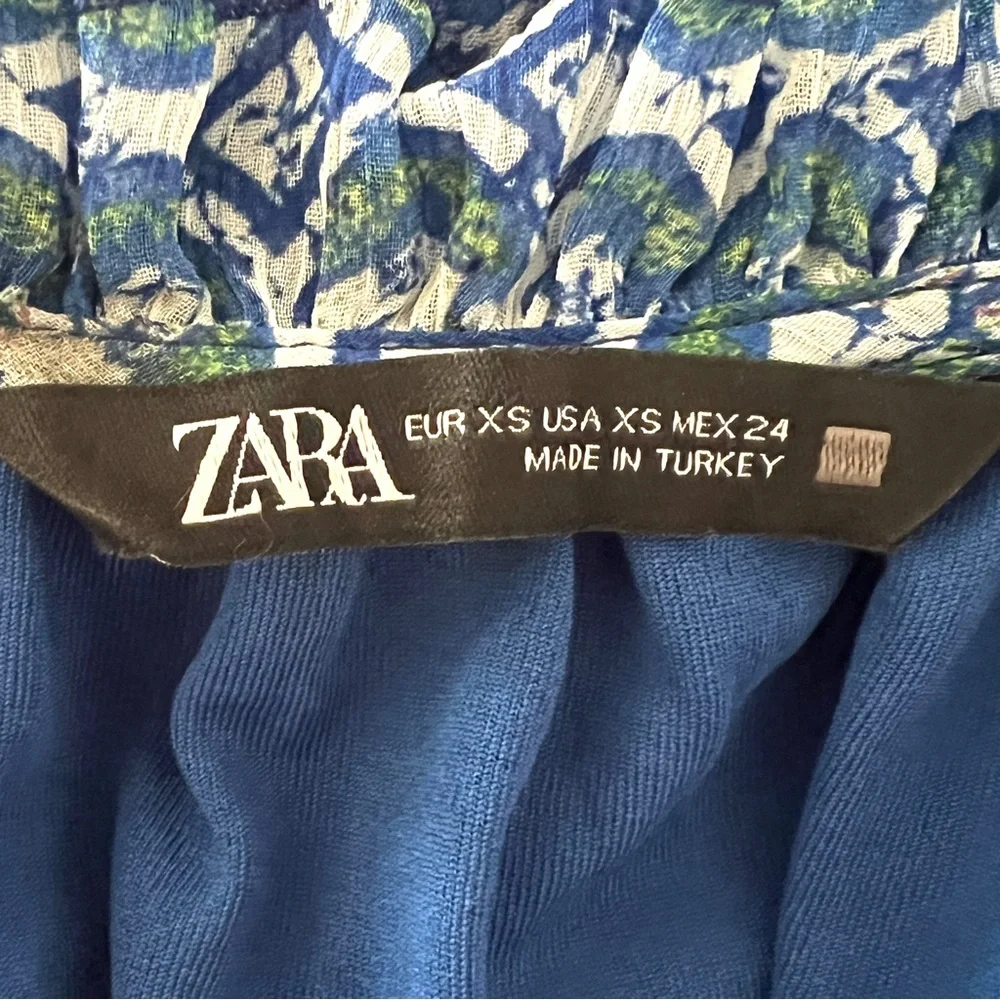 ZARA
EUR XS USA XS MEX 24
MADE IN TURKEY